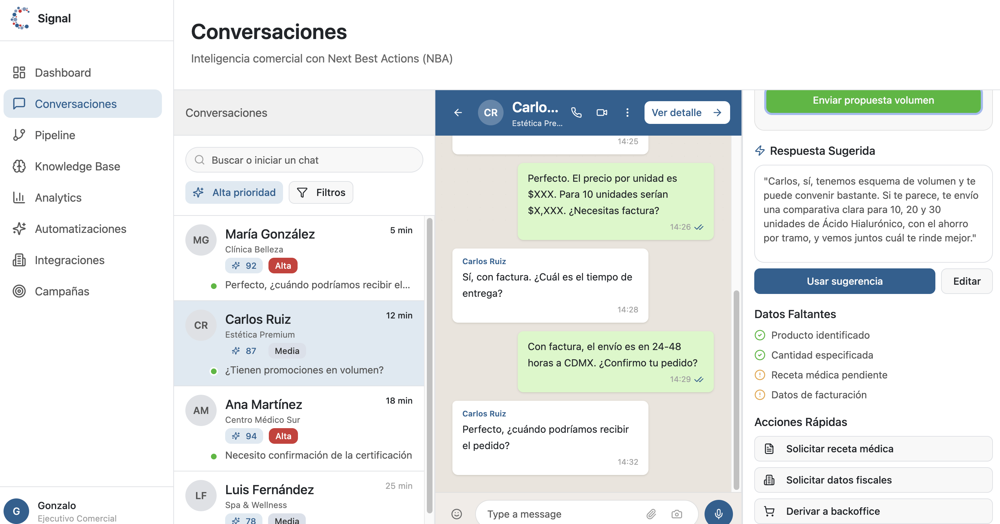 Signal
Dashboard
Conversaciones
Pipeline
Knowledge Base
Analytics
Automatizaciones
Integraciones
Campañas
G
Gonzalo
Ejecutivo Comercial
Conversaciones
Inteligencia comercial con Next Best Actions (NBA)
Conversaciones
Buscar o iniciar un chat
Alta prioridad
Filtros
MG
María González
5 min
Clínica Belleza
92
Alta
Perfecto, ¿cuándo podríamos recibir el...
CR
Carlos Ruiz
12 min
Estética Premium
87
Media
¿Tienen promociones en volumen?
AM
Ana Martínez
18 min
Centro Médico Sur
94
Alta
Necesito confirmación de la certificación
LF
Luis Fernández
25 min
Spa & Wellness
78
Media
CR
Carlo...
Estética Pre...
Ver detalle
14:25
Perfecto. El precio por unidad es
$XXX. Para 10 unidades serían
$X,XXX. ¿Necesitas factura?
14:26
Carlos Ruiz
Sí, con factura. ¿Cuál es el tiempo de
entrega?
14:28
Con factura, el envío es en 24-48
horas a CDMX. ¿Confirmo tu pedido?
14:29
Carlos Ruiz
Perfecto, ¿cuándo podríamos recibir
el pedido?
14:32
Type a message
Enviar propuesta volumen
Respuesta Sugerida
"Carlos, sí, tenemos esquema de volumen y te
puede convenir bastante. Si te parece, te envío
una comparativa clara para 10, 20 y 30
unidades de Ácido Hialurónico, con el ahorro
por tramo, y vemos juntos cuál te rinde mejor."
Usar sugerencia
Editar
Datos Faltantes
Producto identificado
Cantidad especificada
Receta médica pendiente
Datos de facturación
Acciones Rápidas
Solicitar receta médica
Solicitar datos fiscales
Derivar a backoffice